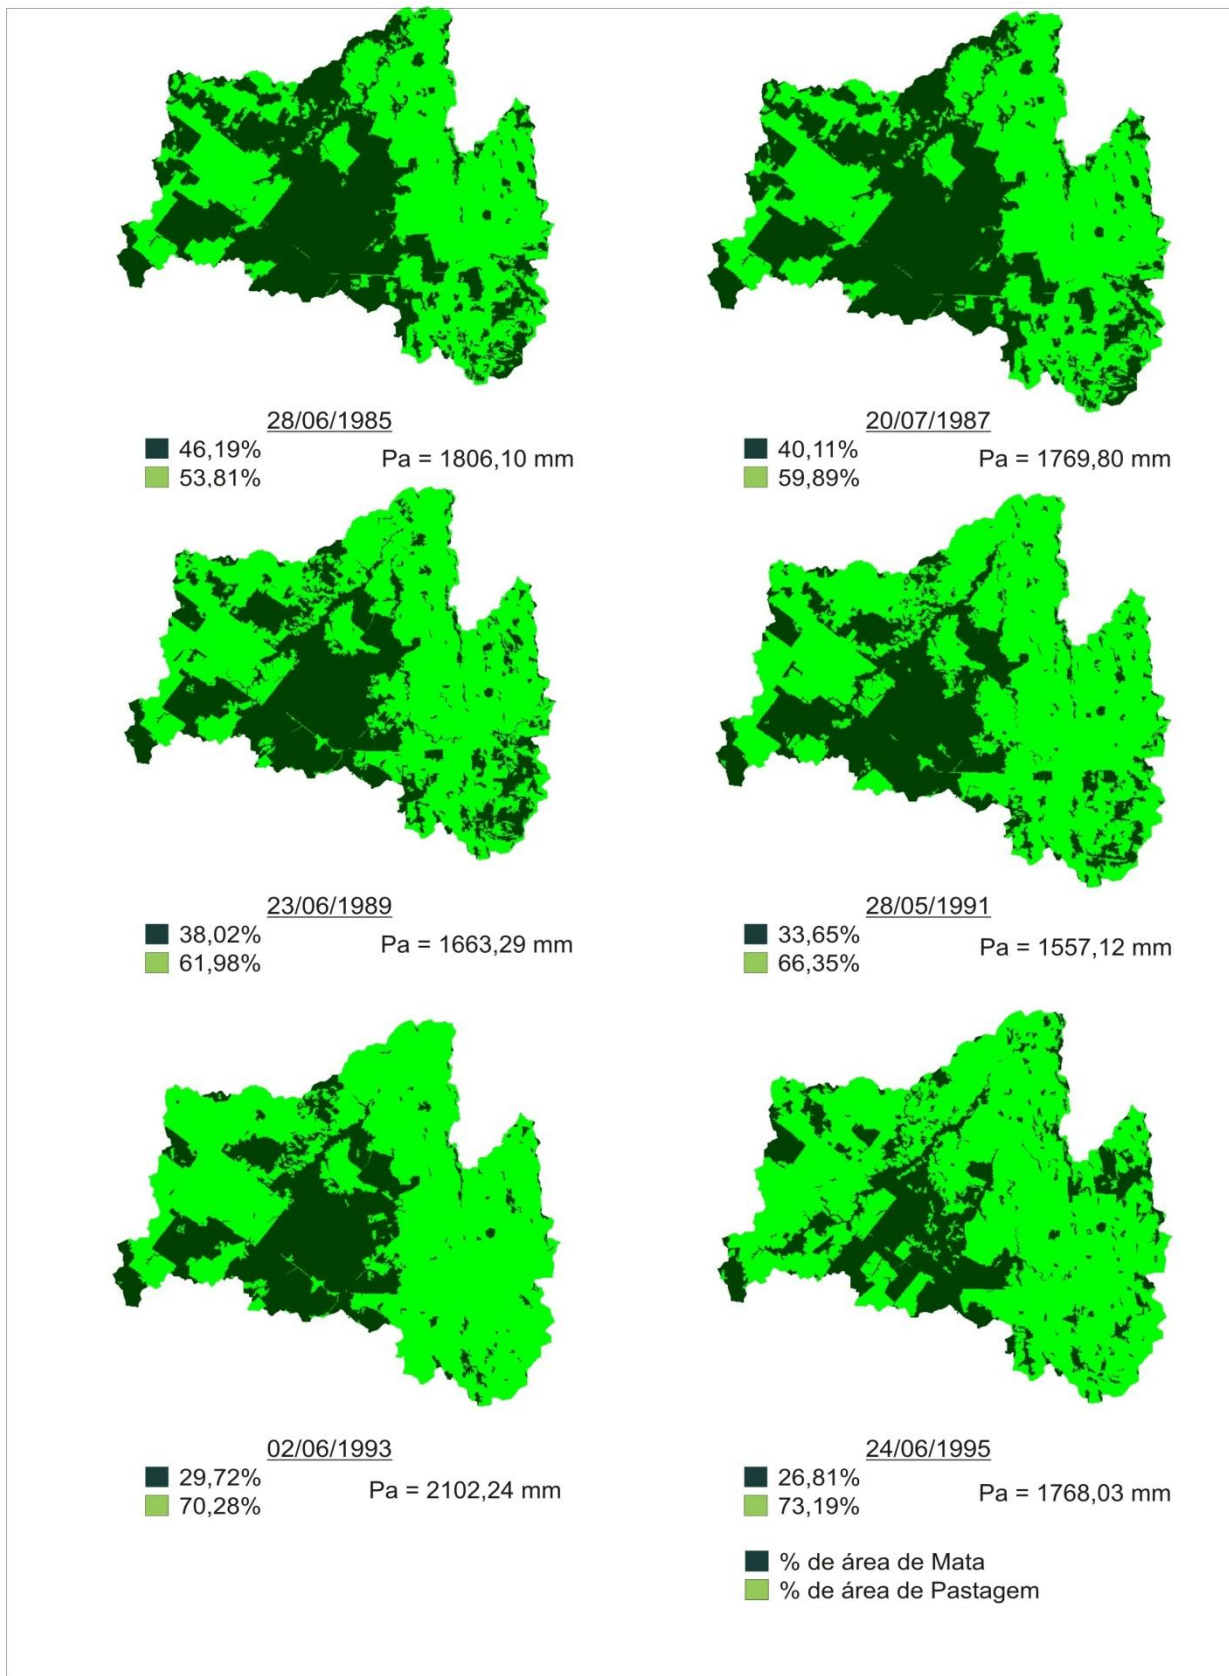 28/06/1985
46,19%
53,81%
Pa = 1806,10 mm
20/07/1987
40,11%
59,89%
Pa = 1769,80 mm
23/06/1989
38,02%
61,98%
Pa = 1663,29 mm
28/05/1991
33,65%
66,35%
Pa = 1557,12 mm
02/06/1993
29,72%
70,28%
Pa = 2102,24 mm
24/06/1995
26,81%
73,19%
Pa = 1768,03 mm
% de área de Mata
% de área de Pastagem